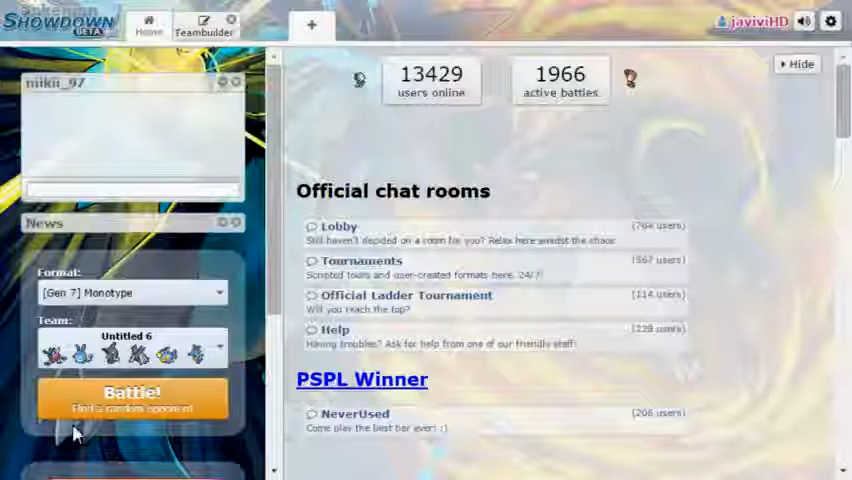 Pokémon
SHOWDOWN
BETA
Home
Teambuilder
+
javiviHD
mikii_97
News
Format:
[Gen 7] Monotype
Team:
Untitled 6
Battle!
Find a random opponent
13429
users online
1966
active battles
Hide
Official chat rooms
Lobby
(764 users)
Still haven't decided on a room for you? Relax here amidst the chaos.
Tournaments
(567 users)
Scripted tours and user-created formats here, 24/7!
Official Ladder Tournament
(114 users)
Will you reach the top?
Help
(228 users)
Having troubles? Ask for help from one of our friendly staff!
PSPL Winner
NeverUsed
(206 users)
Come play the best tier ever! :)